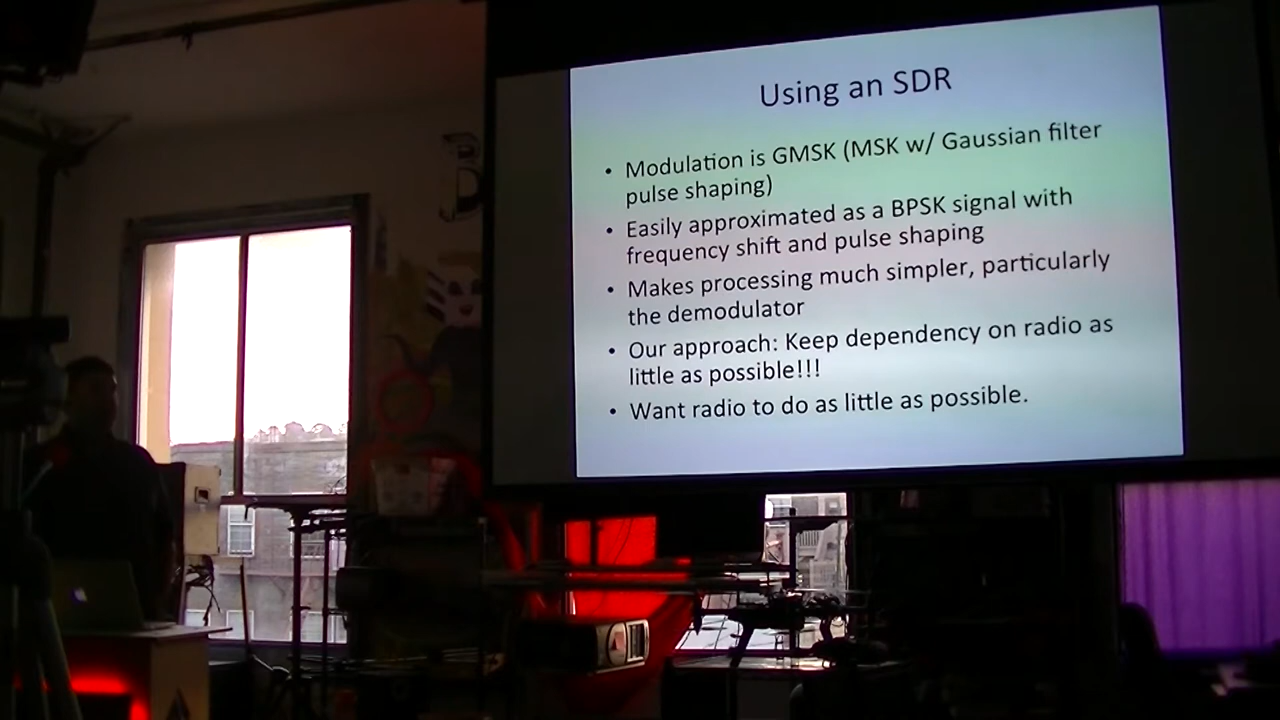 Using an SDR
• Modulation is GMSK (MSK w/ Gaussian filter
pulse shaping)
• Easily approximated as a BPSK signal with
frequency shift and pulse shaping
• Makes processing much simpler, particularly
the demodulator
• Our approach: Keep dependency on radio as
little as possible!!!
• Want radio to do as little as possible.